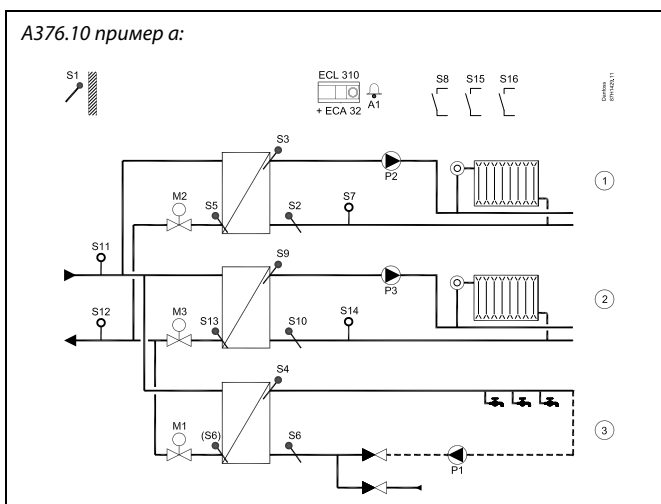 A376.10 пример a:
S1
ECL 310
A1
+ ECA 32
S8 S15 S16
Danfoss
87H1429.11
S3
P2
1
M2
S5
S2
S7
S11
S9
P3
2
S12
M3
S13
S10
S14
S4
M1
(S6)
S6
3
P1